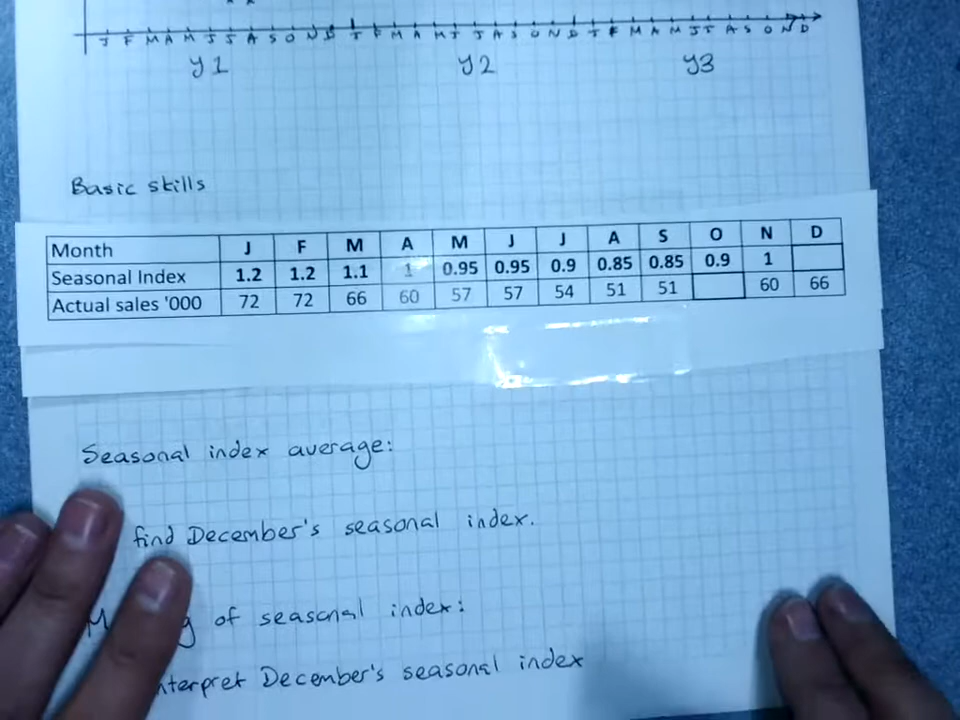 J F M A M J J A S O N D J F M A M J J A S O N D J F M A M J J A S O N D
y1 y2 y3
Basic skills
Month J F M A M J J A S O N D
Seasonal Index 1.2 1.2 1.1 1 0.95 0.95 0.9 0.85 0.85 0.9 1
Actual sales '000 72 72 66 60 57 57 54 51 51 60 66
Seasonal index average:
find December's seasonal index.
of seasonal index:
December's seasonal index